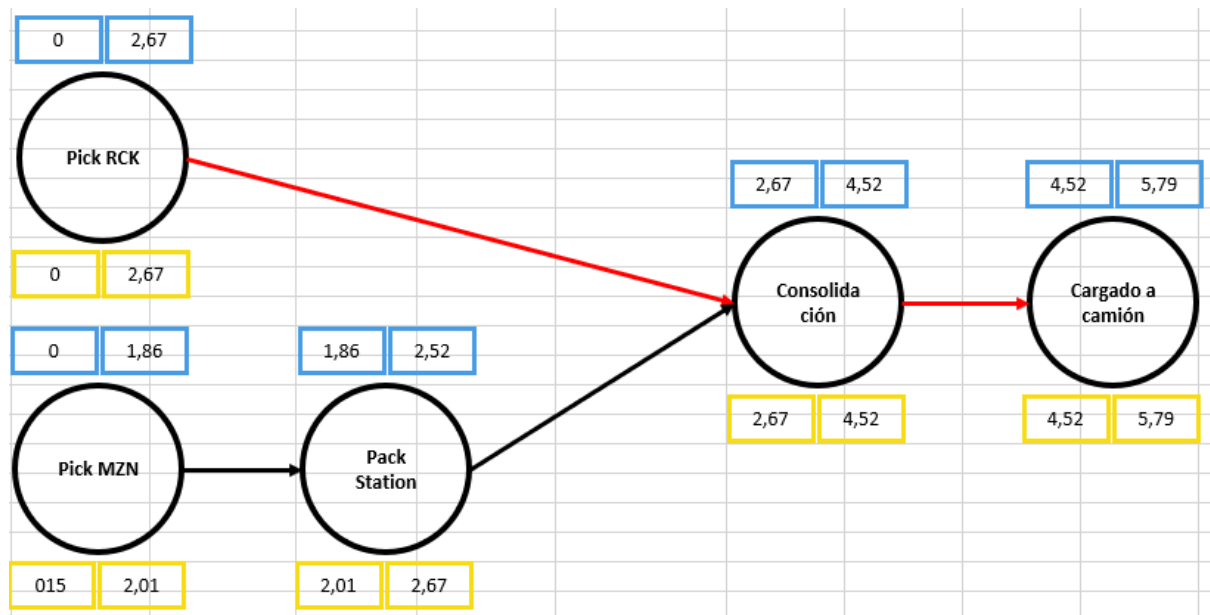 0 2,67
Pick RCK
0 2,67
2,67 4,52
4,52 5,79
Consolida
ción
Cargado a
camión
2,67 4,52
4,52 5,79
0 1,86
1,86 2,52
Pick MZN
Pack
Station
015 2,01
2,01 2,67